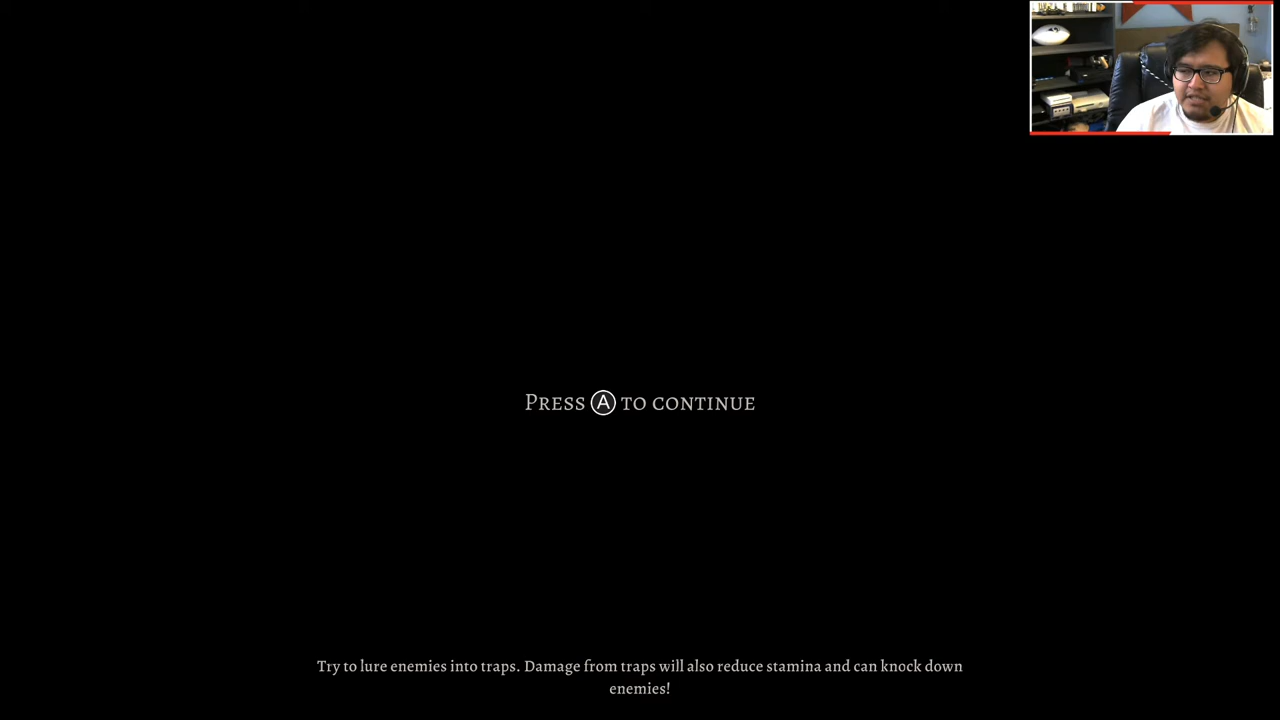 Press A to continue
Try to lure enemies into traps. Damage from traps will also reduce stamina and can knock down
enemies!